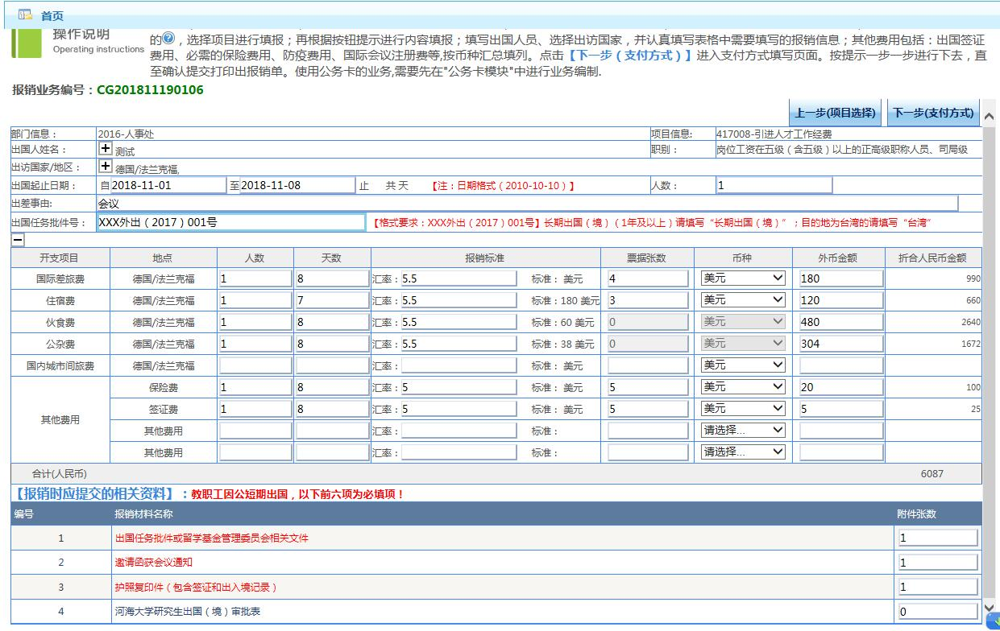 首页
操作说明
Operating instructions
的，选择项目进行填报；再根据按钮提示进行内容填报；填写出国人员、选择出访国家，并认真填写表格中需要填写的报销信息；其他费用包括：出国签证
费用、必需的保险费用、防疫费用、国际会议注册费等,按币种汇总填列。点击【下一步（支付方式）】进入支付方式填写页面。按提示一步一步进行下去，直
至确认提交打印出报销单。使用公务卡的业务,需要先在"公务卡模块"中进行业务编制.
报销业务编号：CG201811190106
上一步(项目选择) 下一步(支付方式)
部门信息： 2016-人事处 项目信息: 417008-引进人才工作经费
出国人姓名： 测试 职别： 岗位工资在五级（含五级）以上的正高级职称人员、司局级
出访国家/地区： 德国/法兰克福,
出国起止日期： 自 2018-11-01 至 2018-11-08 止 共 天 【注：日期格式（2010-10-10）】 人数： 1
出差事由: 会议
出国任务批件号： XXX外出（2017）001号 【格式要求：XXX外出（2017）001号】长期出国（境）（1年及以上）请填写“长期出国（境）”；目的地为台湾的请填写“台湾”
开支项目 地点 人数 天数 报销标准 票据张数 币种 外币金额 折合人民币金额
国际差旅费 德国/法兰克福 1 8 汇率：5.5 标准： 美元 4 美元 180 990
住宿费 德国/法兰克福 1 7 汇率：5.5 标准：180 美元 3 美元 120 660
伙食费 德国/法兰克福 1 8 汇率：5.5 标准：60 美元 0 美元 480 2640
公杂费 德国/法兰克福 1 8 汇率：5.5 标准：38 美元 0 美元 304 1672
国内城市间旅费 德国/法兰克福 汇率： 标准： 美元 美元
保险费 1 8 汇率：5 标准： 美元 5 美元 20 100
其他费用 签证费 1 8 汇率：5 标准： 美元 5 美元 5 25
其他费用 汇率： 标准： 请选择...
其他费用 汇率： 标准： 请选择...
合计(人民币) 6087
【报销时应提交的相关资料】：教职工因公短期出国，以下前六项为必填项！
编号 报销材料名称 附件张数
1 出国任务批件或留学基金管理委员会相关文件 1
2 邀请函获会议通知 1
3 护照复印件（包含签证和出入境记录） 1
4 河海大学研究生出国（境）审批表 0